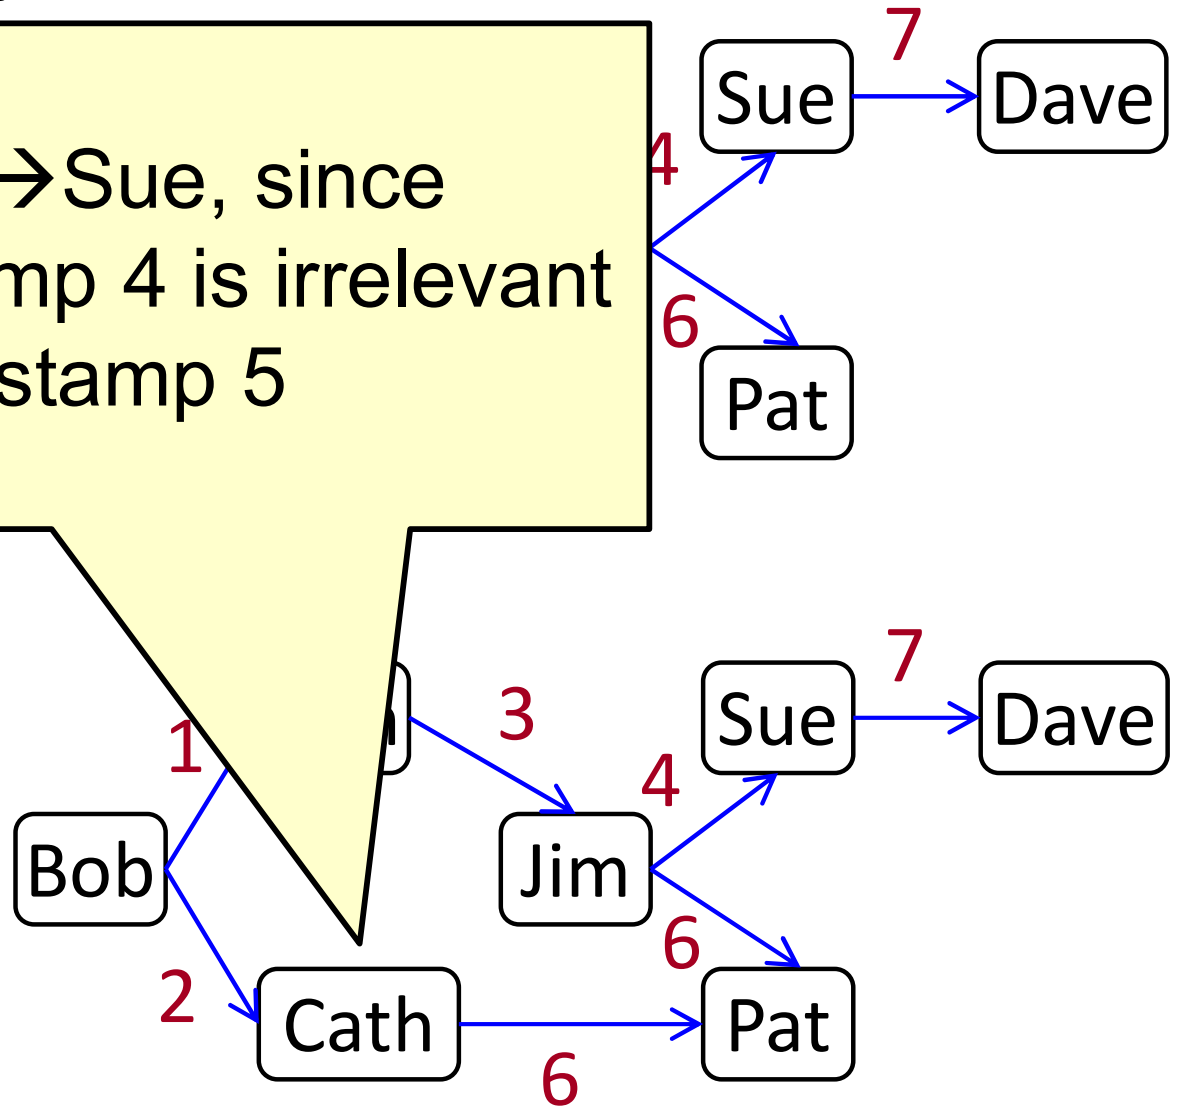 7
Sue
Dave
4
→Sue, since
mp 4 is irrelevant
6
stamp 5
Pat
7
3
Sue
Dave
1
4
Bob
Jim
6
2
Cath
Pat
6